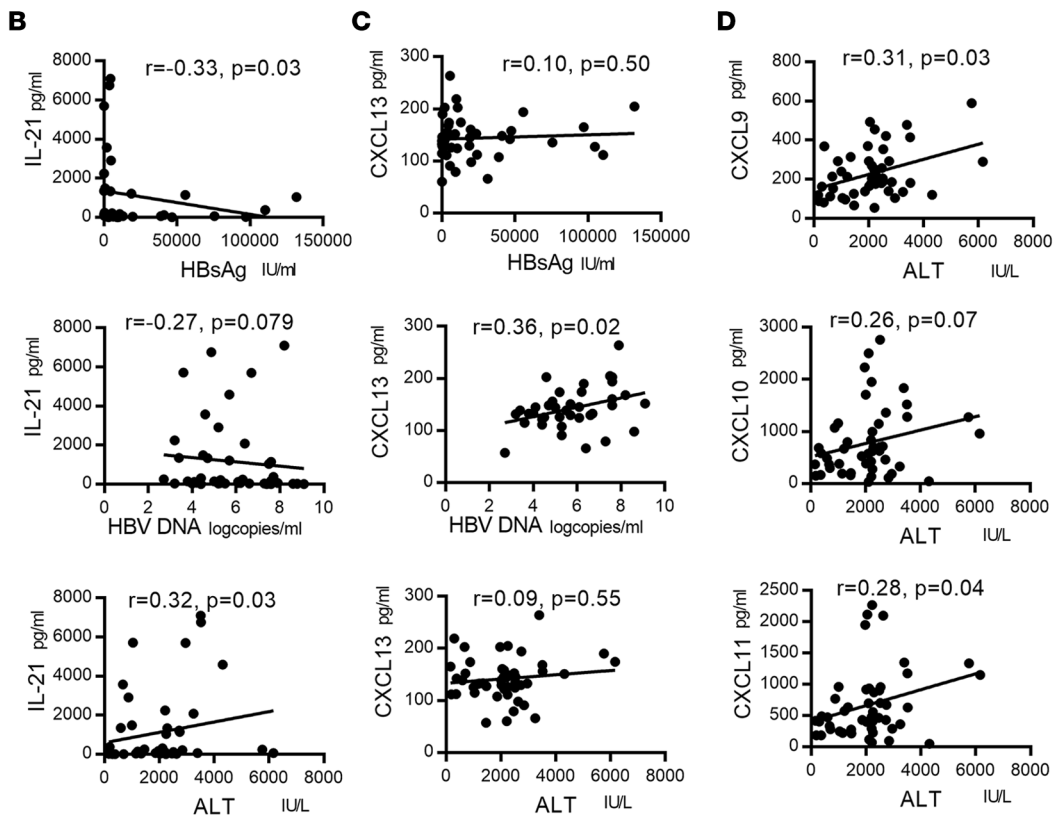 B
r=-0.33, p=0.03
IL-21 pg/ml
8000
6000
4000
2000
0
0 50000 100000 150000
HBsAg IU/ml
r=-0.27, p=0.079
IL-21 pg/ml
8000
6000
4000
2000
0
0 2 4 6 8 10
HBV DNA logcopies/ml
r=0.32, p=0.03
IL-21 pg/ml
8000
6000
4000
2000
0
0 2000 4000 6000 8000
ALT IU/L
C
r=0.10, p=0.50
CXCL13 pg/ml
300
200
100
0
0 50000 100000 150000
HBsAg IU/ml
r=0.36, p=0.02
CXCL13 pg/ml
300
200
100
0
0 2 4 6 8 10
HBV DNA logcopies/ml
r=0.09, p=0.55
CXCL13 pg/ml
300
200
100
0
0 2000 4000 6000 8000
ALT IU/L
D
r=0.31, p=0.03
CXCL9 pg/ml
800
600
400
200
0
0 2000 4000 6000 8000
ALT IU/L
r=0.26, p=0.07
CXCL10 pg/ml
3000
2000
1000
0
0 2000 4000 6000 8000
ALT IU/L
r=0.28, p=0.04
CXCL11 pg/ml
2500
2000
1500
1000
500
0
0 2000 4000 6000 8000
ALT IU/L